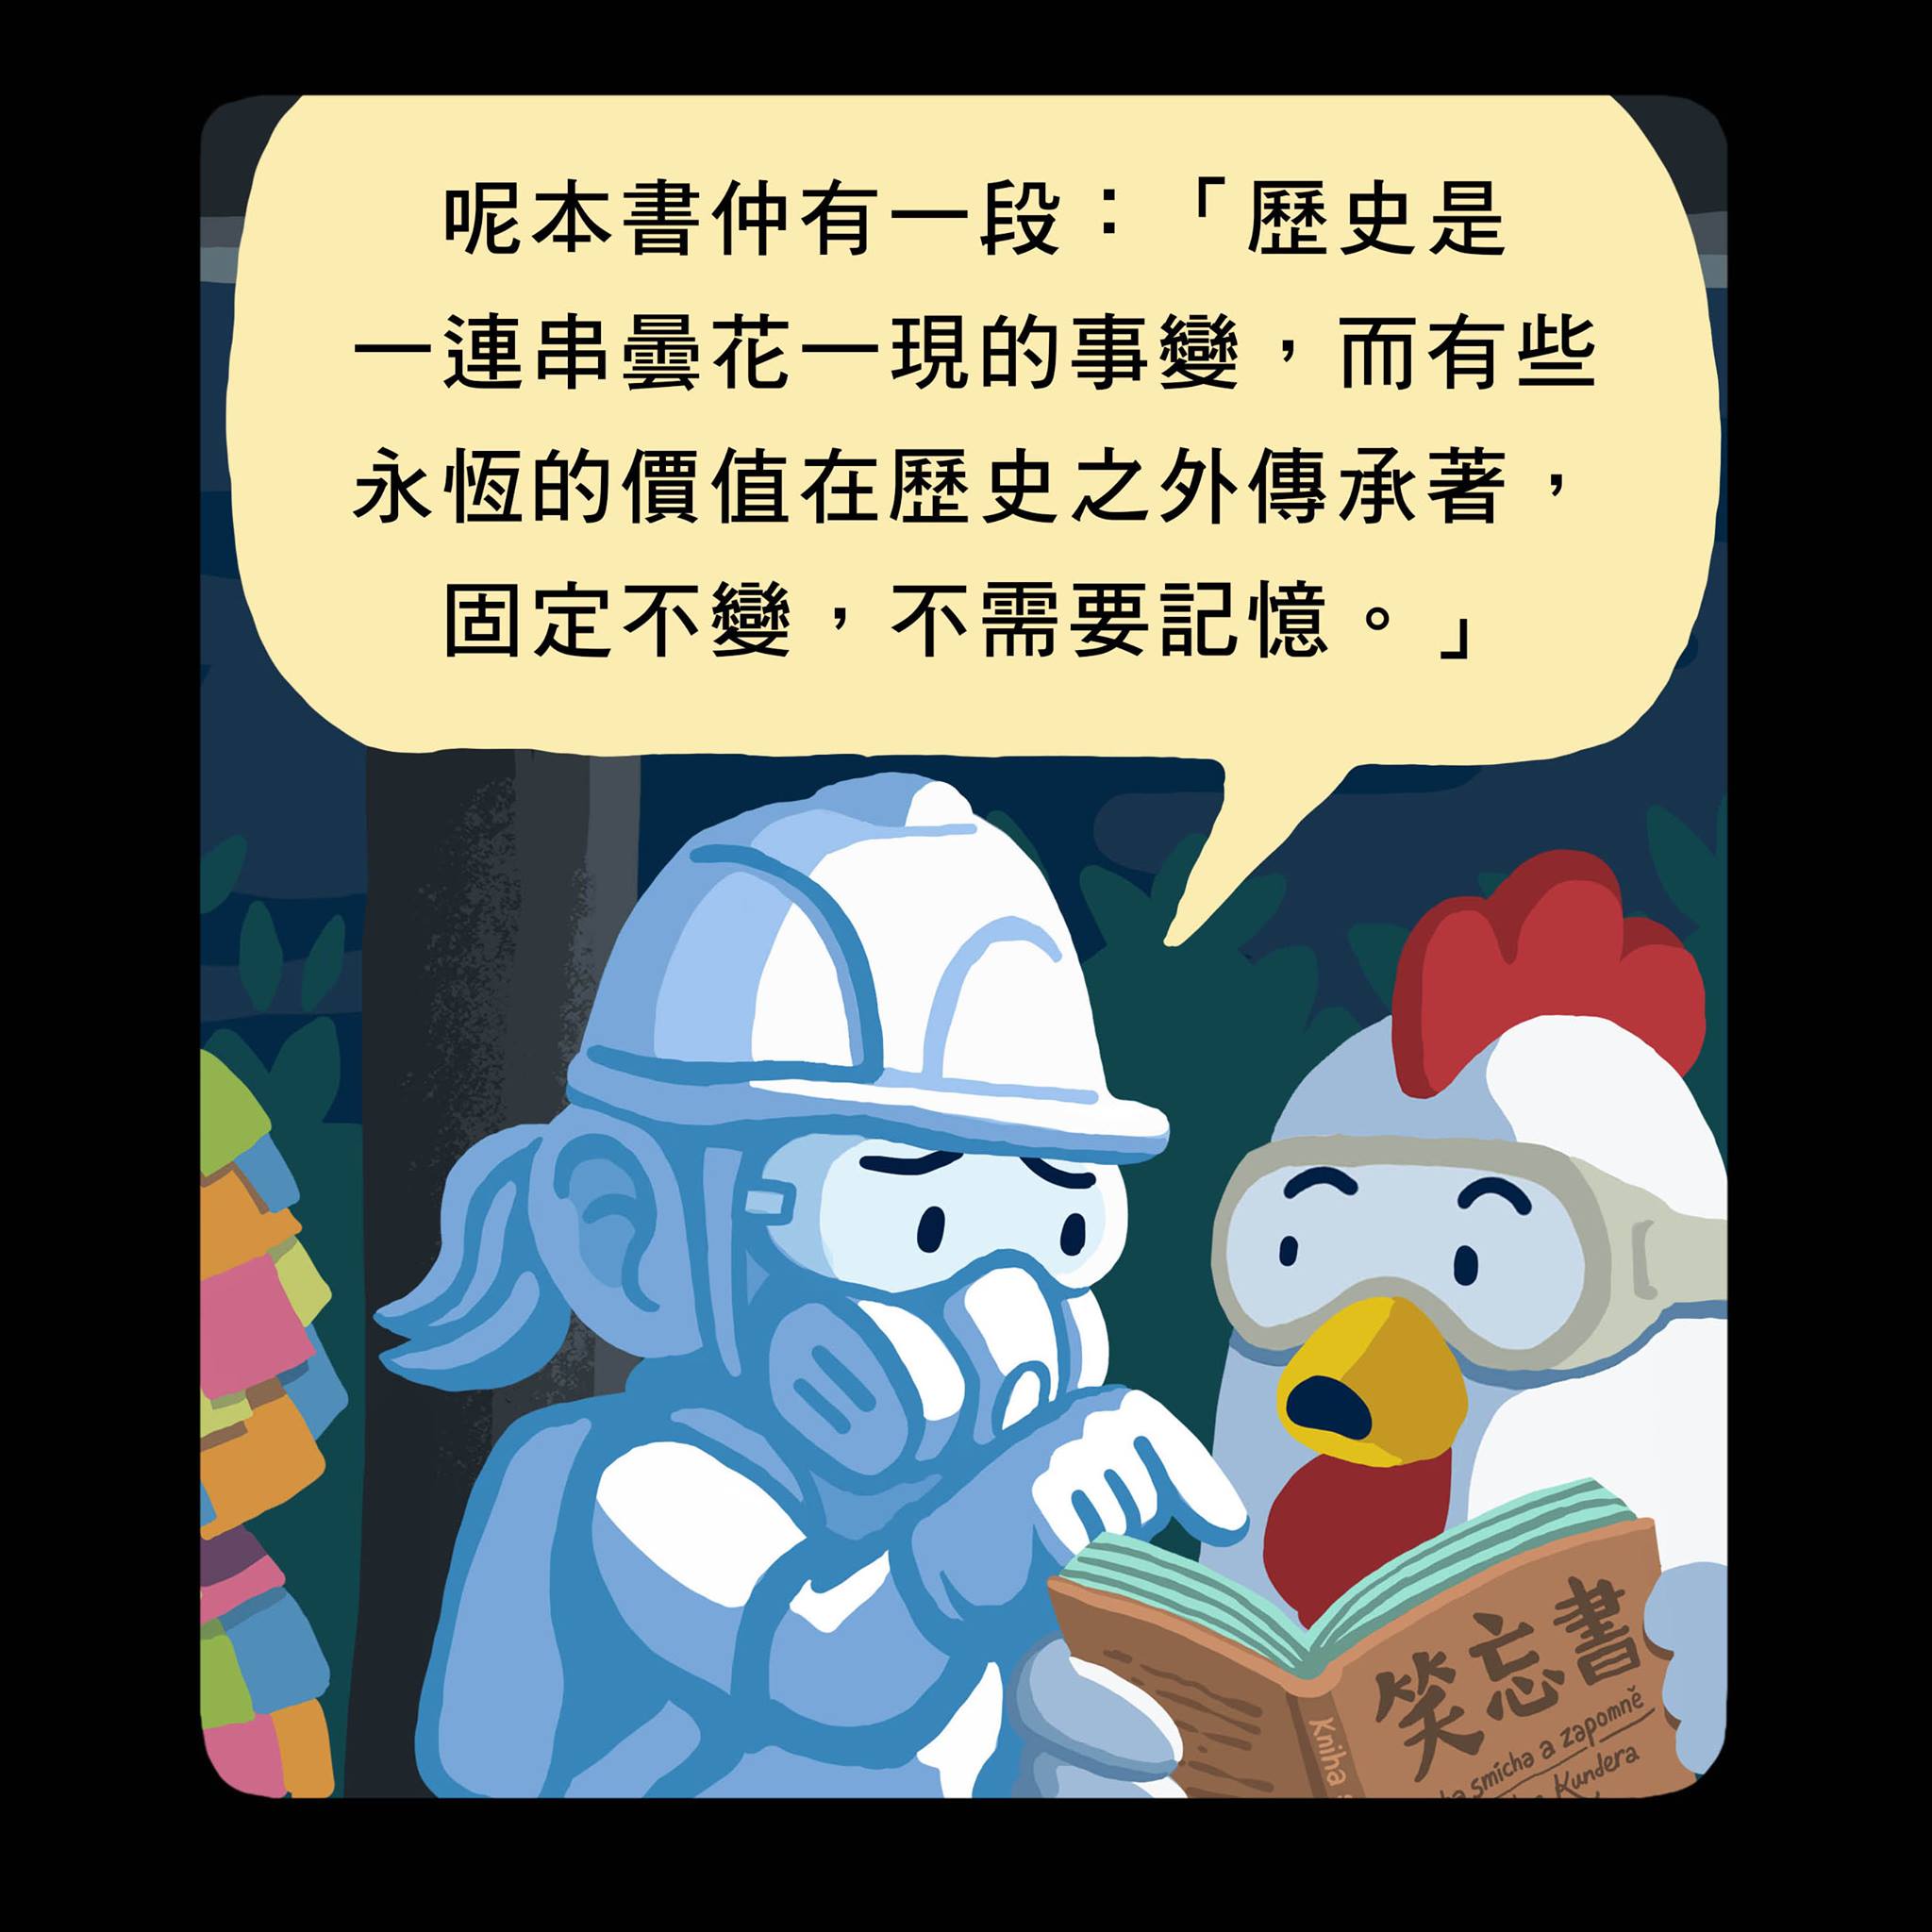 呢本書仲有一段：「歷史是
一連串曇花一現的事變，而有些
永恆的價值在歷史之外傳承著，
固定不變，不需要記憶。」
笑忘書
smíchu a zapomně
Kundera
Kniha